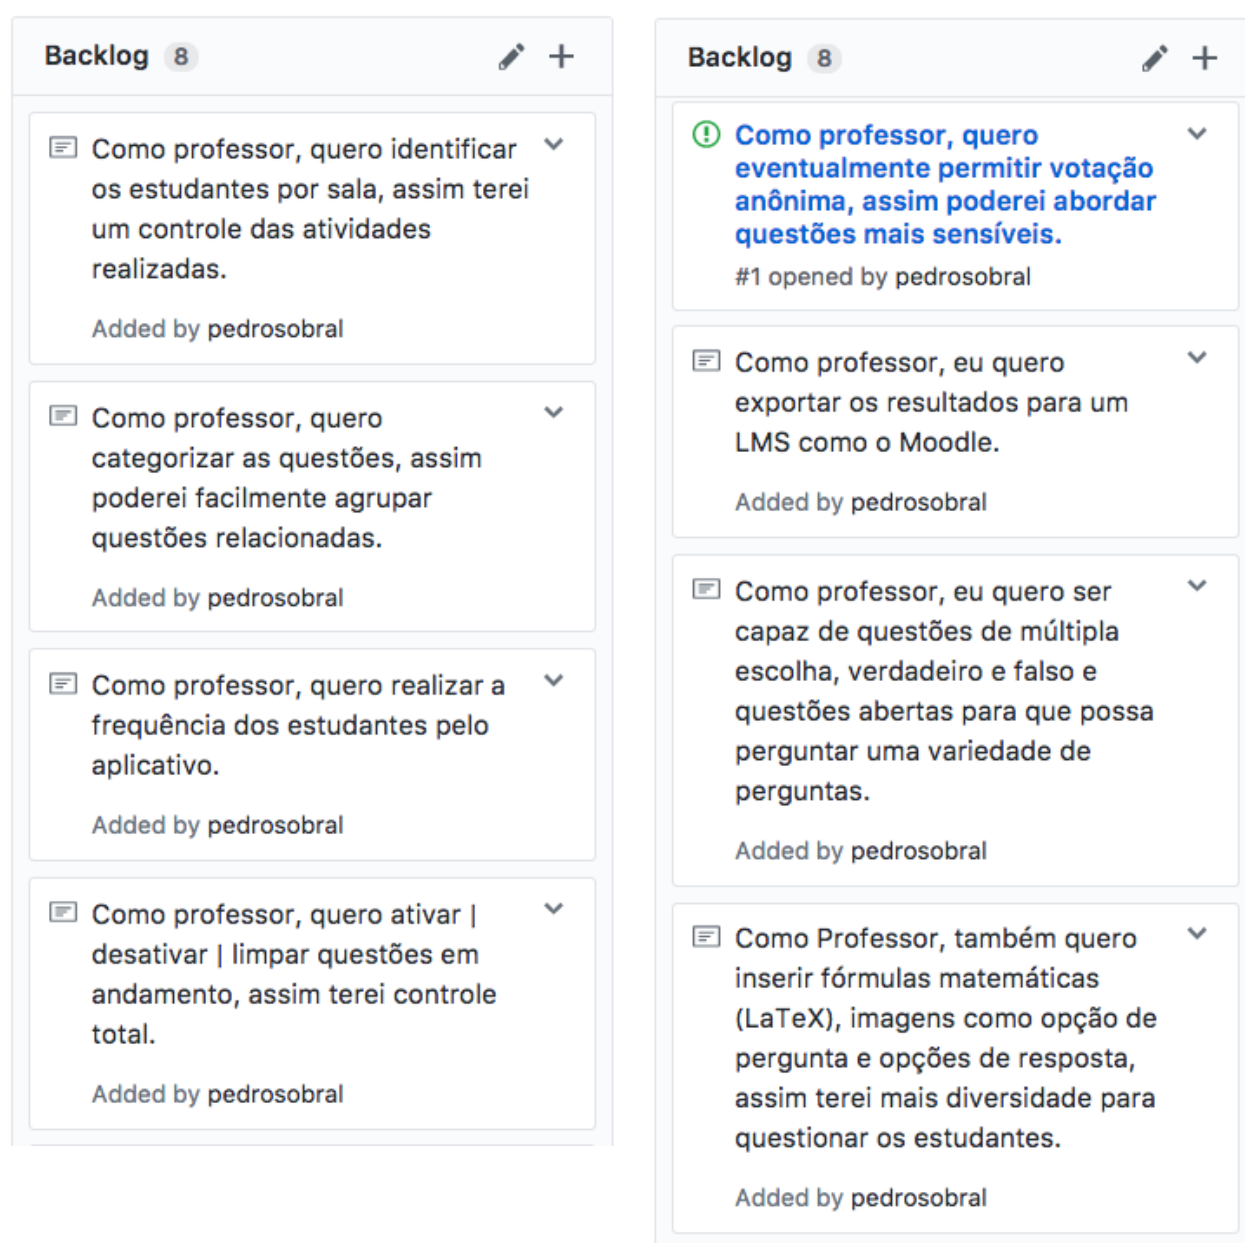 Backlog 8
Como professor, quero identificar
os estudantes por sala, assim terei
um controle das atividades
realizadas.
Added by pedrosobral
Como professor, quero
categorizar as questões, assim
poderei facilmente agrupar
questões relacionadas.
Added by pedrosobral
Como professor, quero realizar a
frequência dos estudantes pelo
aplicativo.
Added by pedrosobral
Como professor, quero ativar |
desativar | limpar questões em
andamento, assim terei controle
total.
Added by pedrosobral
Backlog 8
Como professor, quero
eventualmente permitir votação
anônima, assim poderei abordar
questões mais sensíveis.
#1 opened by pedrosobral
Como professor, eu quero
exportar os resultados para um
LMS como o Moodle.
Added by pedrosobral
Como professor, eu quero ser
capaz de questões de múltipla
escolha, verdadeiro e falso e
questões abertas para que possa
perguntar uma variedade de
perguntas.
Added by pedrosobral
Como Professor, também quero
inserir fórmulas matemáticas
(LaTeX), imagens como opção de
pergunta e opções de resposta,
assim terei mais diversidade para
questionar os estudantes.
Added by pedrosobral